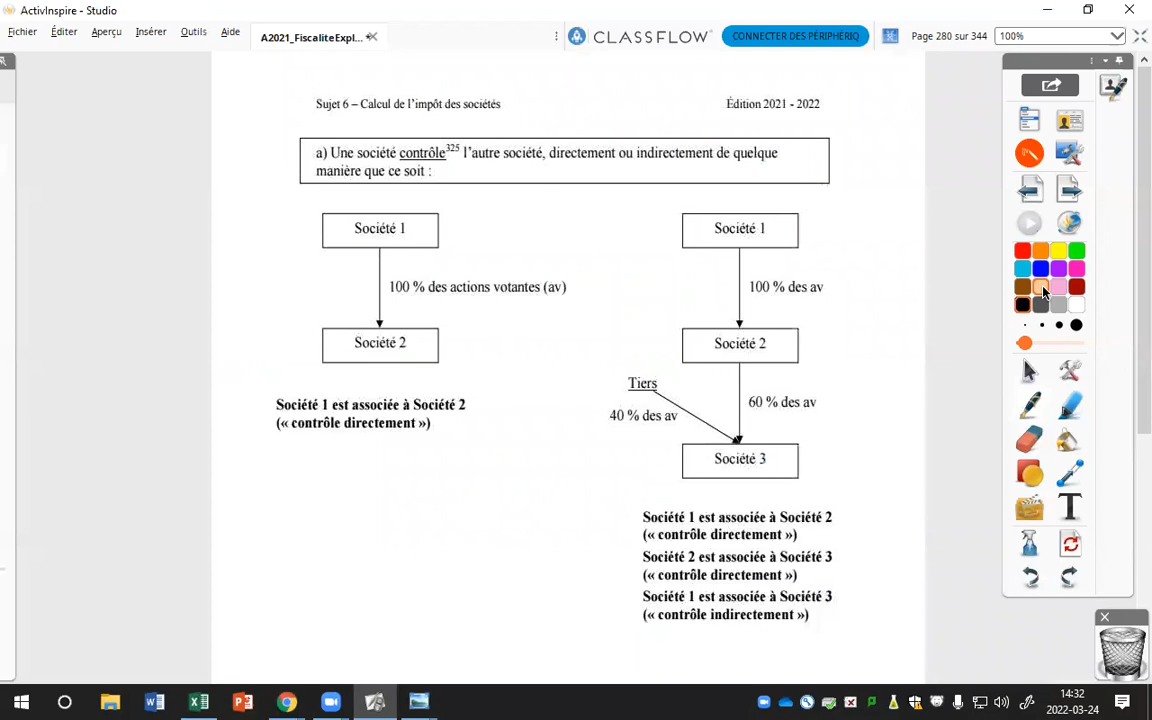 ActivInspire - Studio
Fichier Éditer Aperçu Insérer Outils Aide
A2021_FiscaliteExpl...
CLASSFLOW
CONNECTER DES PÉRIPHÉRIQ
Page 280 sur 344
100%
Sujet 6 – Calcul de l'impôt des sociétés
Édition 2021 - 2022
a) Une société contrôle325 l'autre société, directement ou indirectement de quelque
manière que ce soit :
Société 1
100 % des actions votantes (av)
Société 2
Société 1 est associée à Société 2
(« contrôle directement »)
Société 1
100 % des av
Société 2
Tiers
40 % des av
60 % des av
Société 3
Société 1 est associée à Société 2
(« contrôle directement »)
Société 2 est associée à Société 3
(« contrôle directement »)
Société 1 est associée à Société 3
(« contrôle indirectement »)
T
14:32
2022-03-24